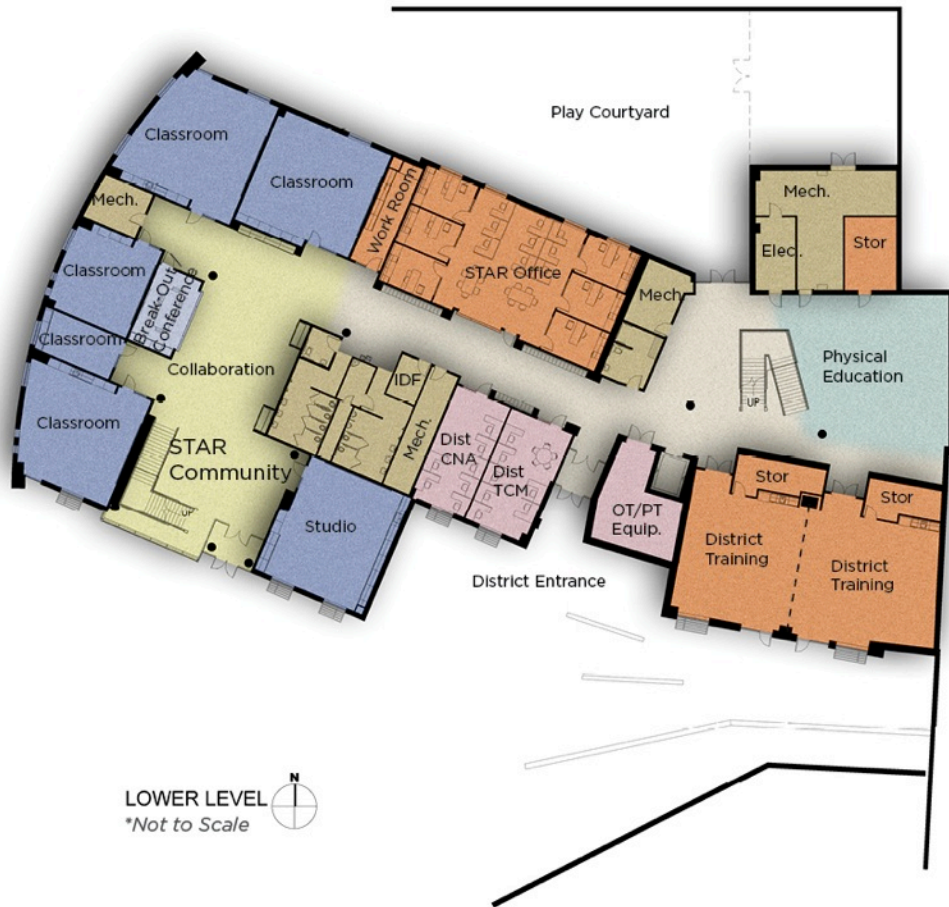 Play Courtyard
Classroom
Classroom
Work Room
Mech.
Mech.
Elec.
Stor
STAR Office
Mech.
Classroom
Break-Out
Conference
Classroom
Collaboration
IDF
Mech.
Physical
Education
UP
Classroom
STAR
Community
UP
Dist
CNA
Dist
TCM
Studio
OT/PT
Equip.
Stor
Stor
District
Training
District
Training
District Entrance
N
LOWER LEVEL
*Not to Scale